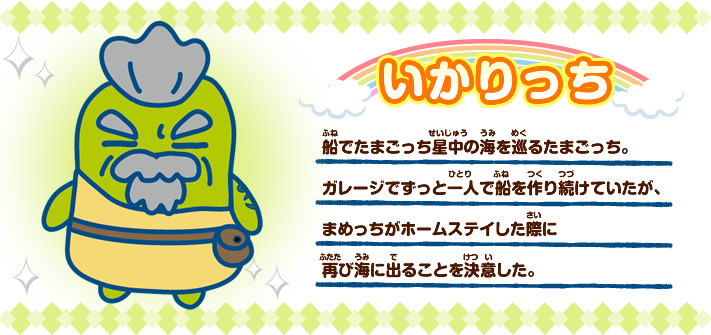 いかりっち
船でたまごっち星中の海を巡るたまごっち。
ガレージでずっと一人で船を作り続けていたが、
まめっちがホームステイした際に
再び海に出ることを決意した。